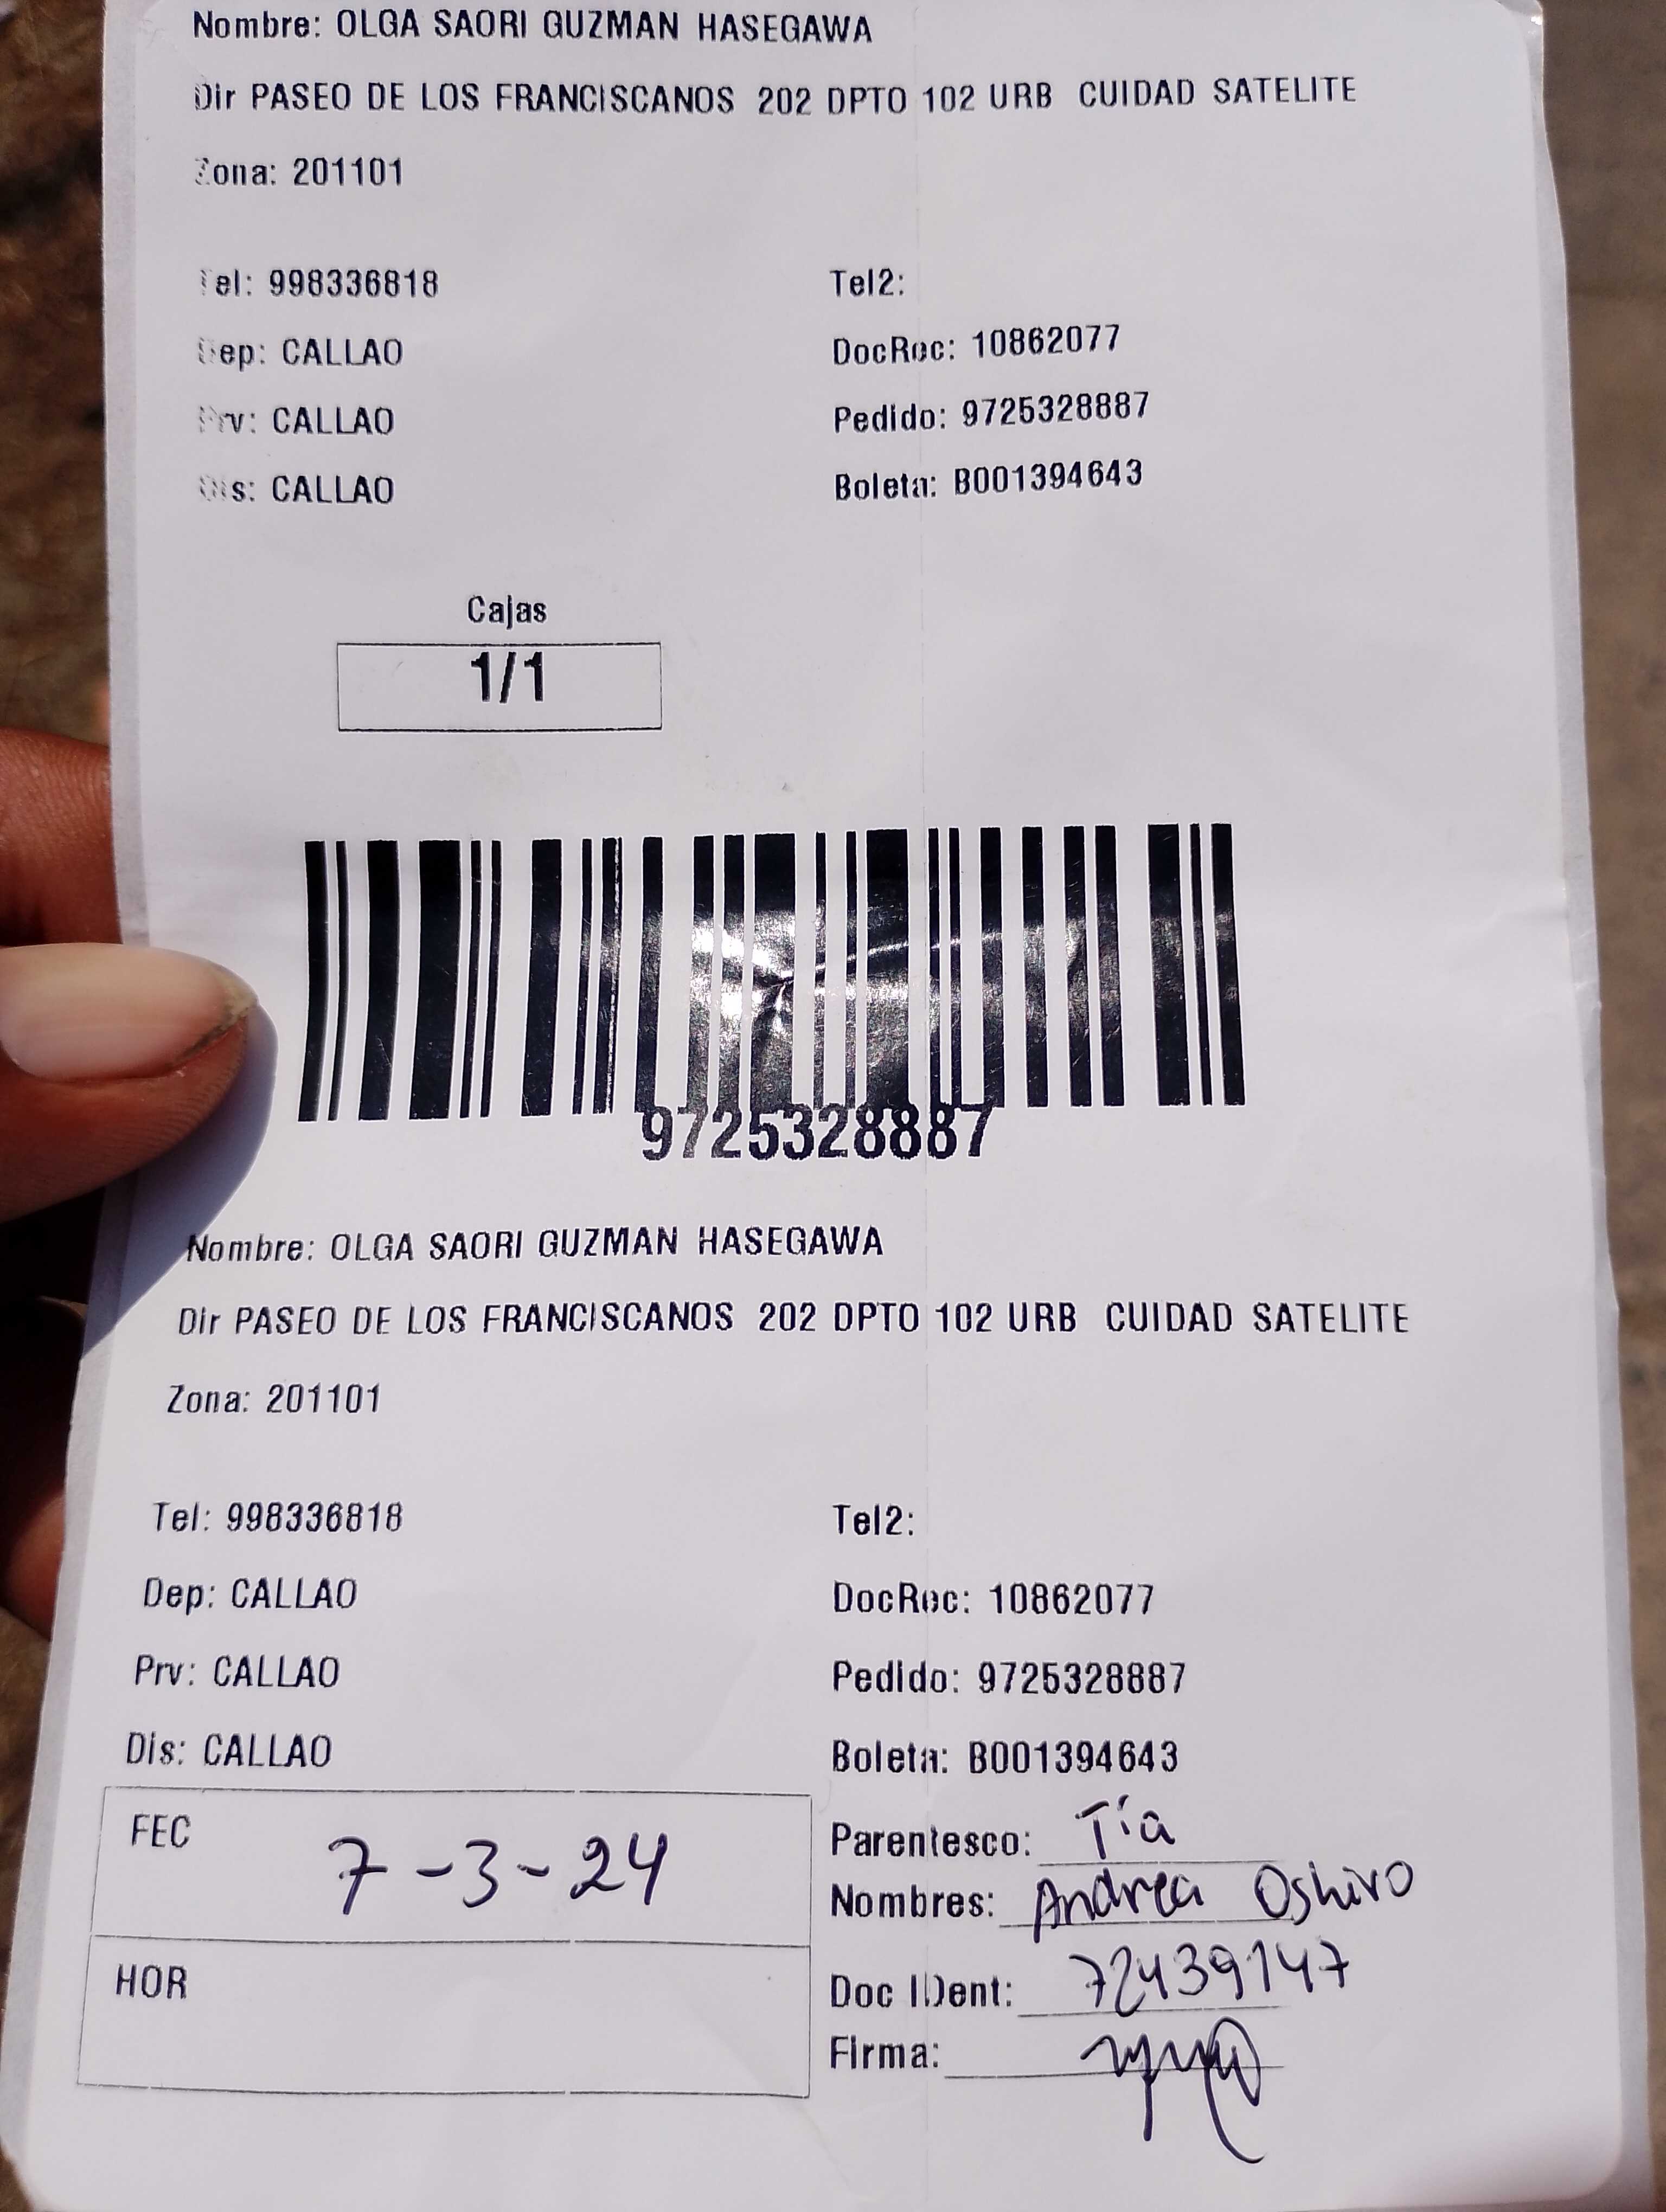 Nombre: OLGA SAORI GUZMAN HASEGAWA
Dir PASEO DE LOS FRANCISCANOS 202 DPTO 102 URB CUIDAD SATELITE
Zona: 201101
Tel: 998336818 Tel2:
Dep: CALLAO DocRec: 10862077
Prv: CALLAO Pedido: 9725328887
Dis: CALLAO Boleta: B001394643
Cajas
1/1
9725328887
Nombre: OLGA SAORI GUZMAN HASEGAWA
Dir PASEO DE LOS FRANCISCANOS 202 DPTO 102 URB CUIDAD SATELITE
Zona: 201101
Tel: 998336818 Tel2:
Dep: CALLAO DocRec: 10862077
Prv: CALLAO Pedido: 9725328887
Dis: CALLAO Boleta: B001394643
FEC 7-3-24 Parentesco: Tía
Nombres: Andrea Oshiro
HOR Doc IDent: 72439147
Firma: